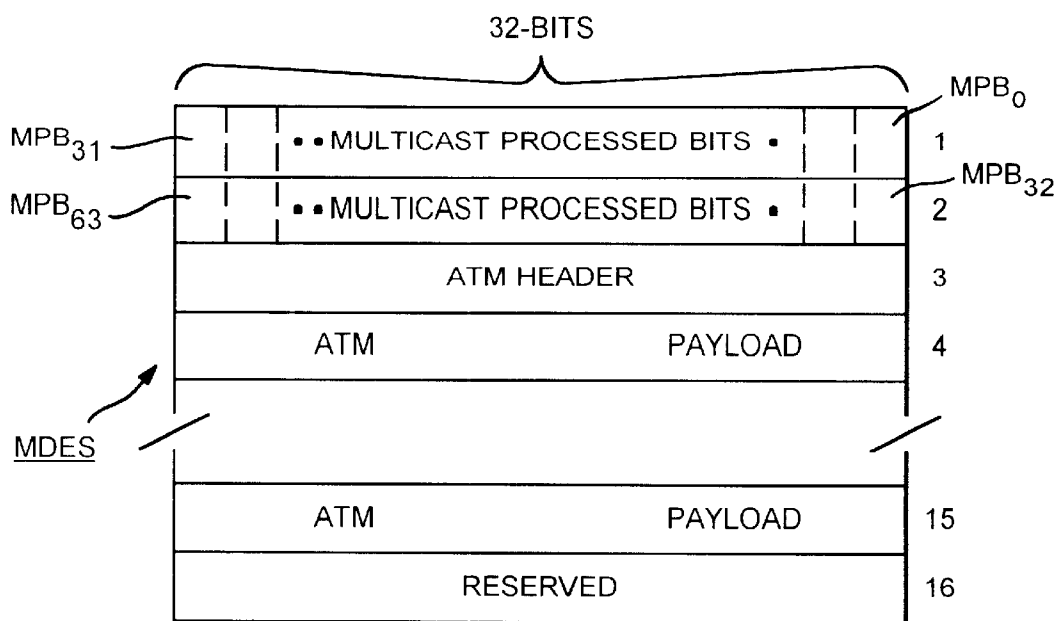 32-BITS
MPB₀
MPB₃₁
••MULTICAST PROCESSED BITS •
1
MPB₃₂
MPB₆₃
••MULTICAST PROCESSED BITS •
2
ATM HEADER
3
ATM PAYLOAD
4
MDES
ATM PAYLOAD
15
RESERVED
16